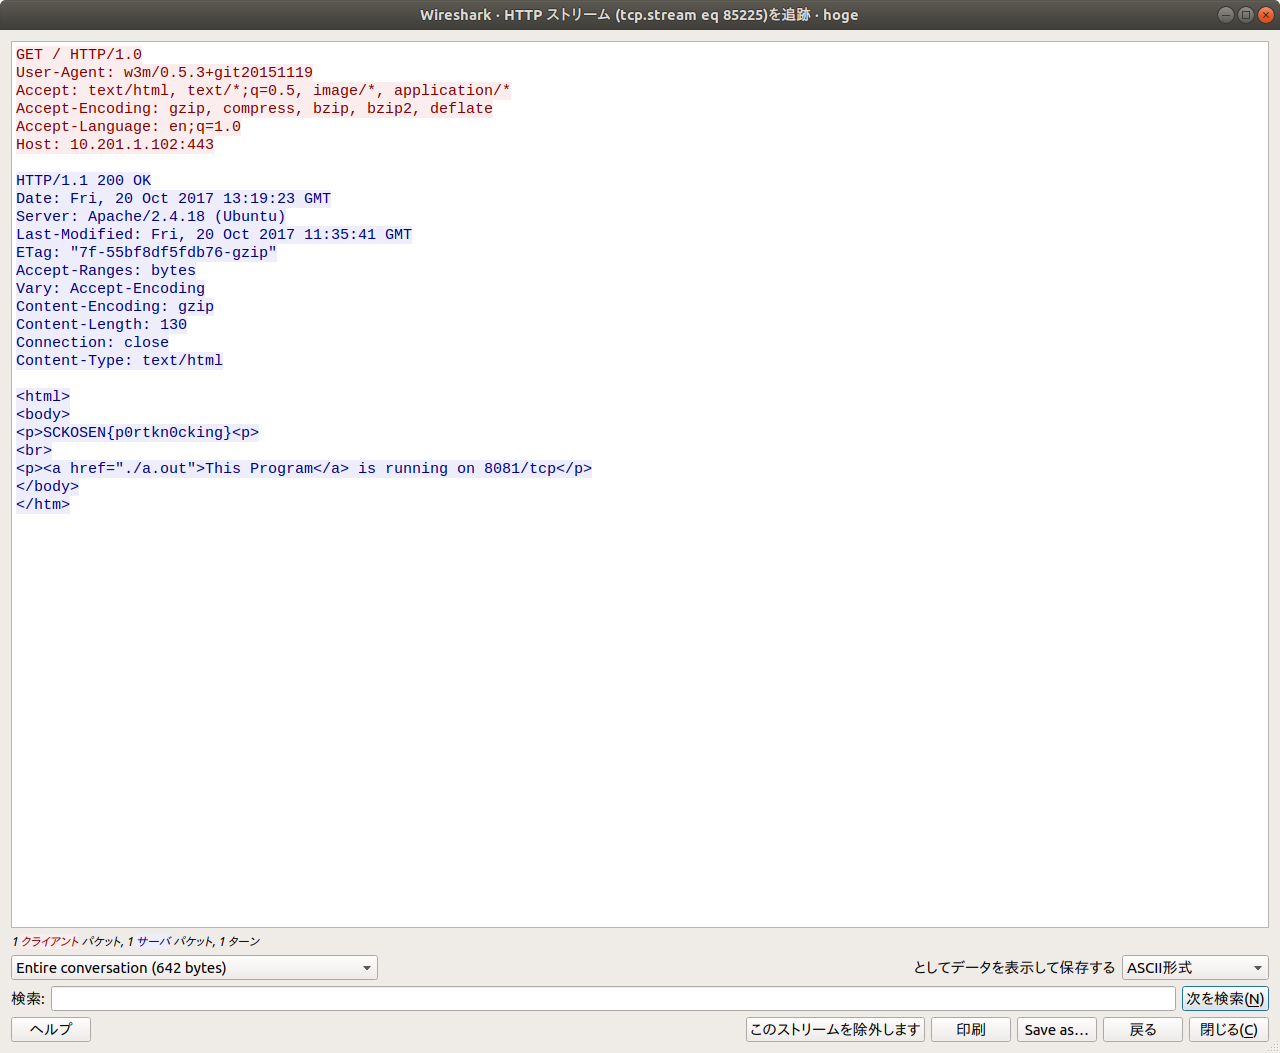 Wireshark · HTTP ストリーム (tcp.stream eq 85225)を追跡 · hoge
GET / HTTP/1.0
User-Agent: w3m/0.5.3+git20151119
Accept: text/html, text/*;q=0.5, image/*, application/*
Accept-Encoding: gzip, compress, bzip, bzip2, deflate
Accept-Language: en;q=1.0
Host: 10.201.1.102:443
HTTP/1.1 200 OK
Date: Fri, 20 Oct 2017 13:19:23 GMT
Server: Apache/2.4.18 (Ubuntu)
Last-Modified: Fri, 20 Oct 2017 11:35:41 GMT
ETag: "7f-55bf8df5fdb76-gzip"
Accept-Ranges: bytes
Vary: Accept-Encoding
Content-Encoding: gzip
Content-Length: 130
Connection: close
Content-Type: text/html
<html>
<body>
<p>SCKOSEN{p0rtkn0cking}<p>
<br>
<p><a href="./a.out">This Program</a> is running on 8081/tcp</p>
</body>
</htm>
1 クライアント パケット, 1 サーバ パケット, 1 ターン
Entire conversation (642 bytes) としてデータを表示して保存する ASCII形式
検索: 次を検索(N)
ヘルプ このストリームを除外します 印刷 Save as… 戻る 閉じる(C)